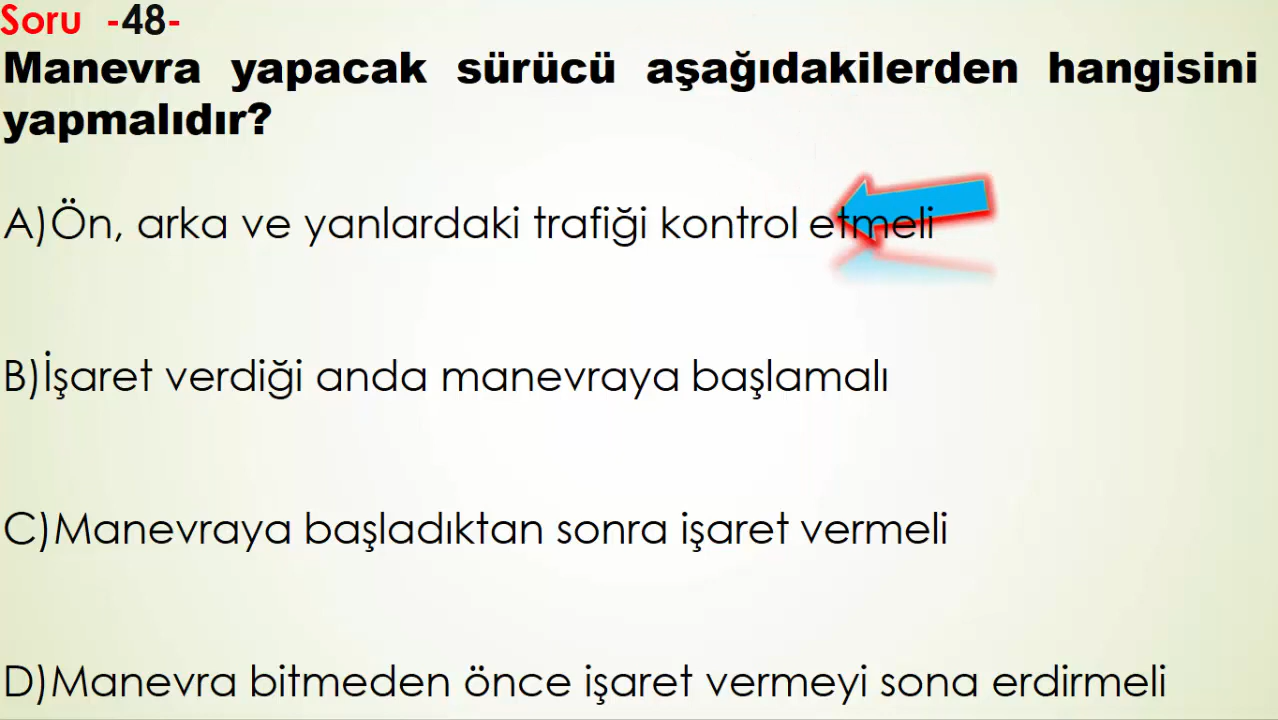 Soru -48-
Manevra yapacak sürücü aşağıdakilerden hangisini
yapmalıdır?
A)Ön, arka ve yanlardaki trafiği kontrol etmeli
B)İşaret verdiği anda manevraya başlamalı
C)Manevraya başladıktan sonra işaret vermeli
D)Manevra bitmeden önce işaret vermeyi sona erdirmeli